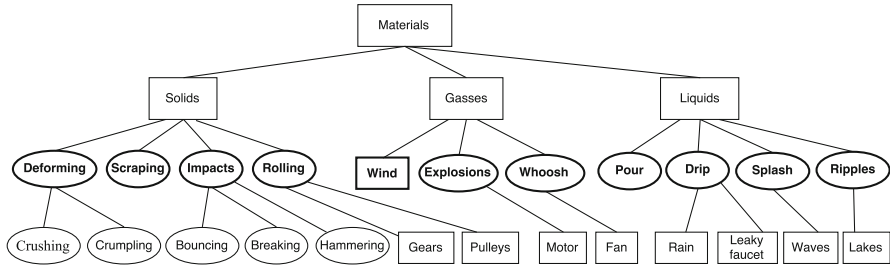 Materials
Solids
Gasses
Liquids
Deforming
Scraping
Impacts
Rolling
Wind
Explosions
Whoosh
Pour
Drip
Splash
Ripples
Crushing
Crumpling
Bouncing
Breaking
Hammering
Gears
Pulleys
Motor
Fan
Rain
Leaky
faucet
Waves
Lakes